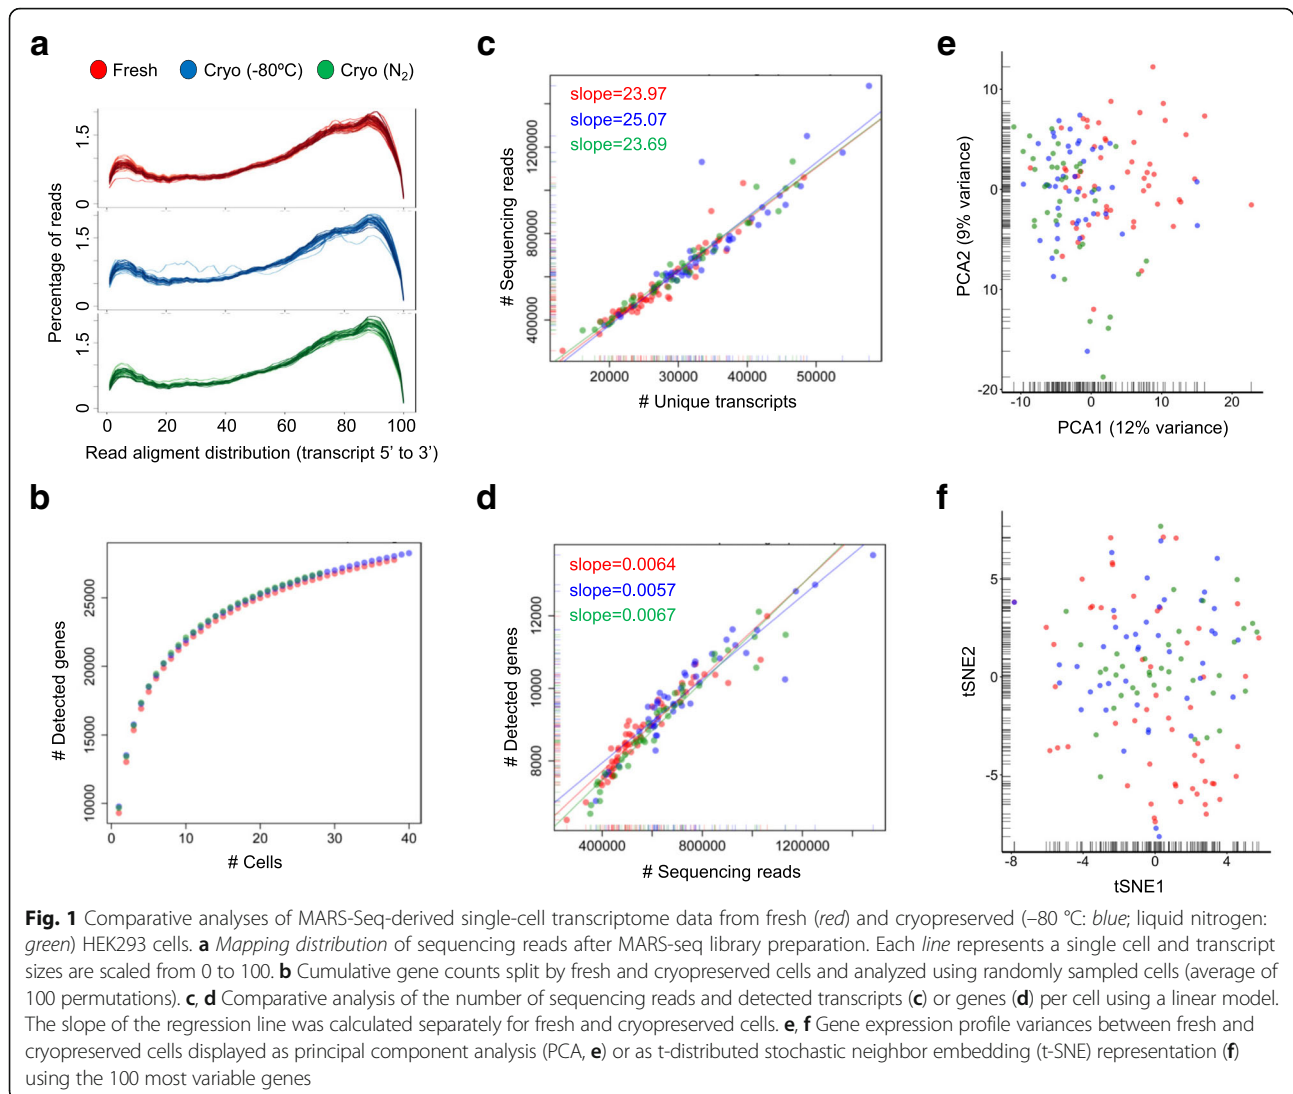 a
Fresh
Cryo (-80ºC)
Cryo (N2)
Percentage of reads
1.5
0
1.5
0
1.5
0
0 20 40 60 80 100
Read aligment distribution (transcript 5' to 3')
b
# Detected genes
25000
20000
15000
10000
0 10 20 30 40
# Cells
c
slope=23.97
slope=25.07
slope=23.69
# Sequencing reads
120000
800000
400000
20000 30000 40000 50000
# Unique transcripts
d
slope=0.0064
slope=0.0057
slope=0.0067
# Detected genes
12000
10000
8000
400000 800000 1200000
# Sequencing reads
e
PCA2 (9% variance)
10
0
10
-20
-10 0 10 20
PCA1 (12% variance)
f
tSNE2
5
0
-5
-8 -4 0 4
tSNE1
Fig. 1 Comparative analyses of MARS-Seq-derived single-cell transcriptome data from fresh (red) and cryopreserved (–80 °C: blue; liquid nitrogen:
green) HEK293 cells. a Mapping distribution of sequencing reads after MARS-seq library preparation. Each line represents a single cell and transcript
sizes are scaled from 0 to 100. b Cumulative gene counts split by fresh and cryopreserved cells and analyzed using randomly sampled cells (average of
100 permutations). c, d Comparative analysis of the number of sequencing reads and detected transcripts (c) or genes (d) per cell using a linear model.
The slope of the regression line was calculated separately for fresh and cryopreserved cells. e, f Gene expression profile variances between fresh and
cryopreserved cells displayed as principal component analysis (PCA, e) or as t-distributed stochastic neighbor embedding (t-SNE) representation (f)
using the 100 most variable genes